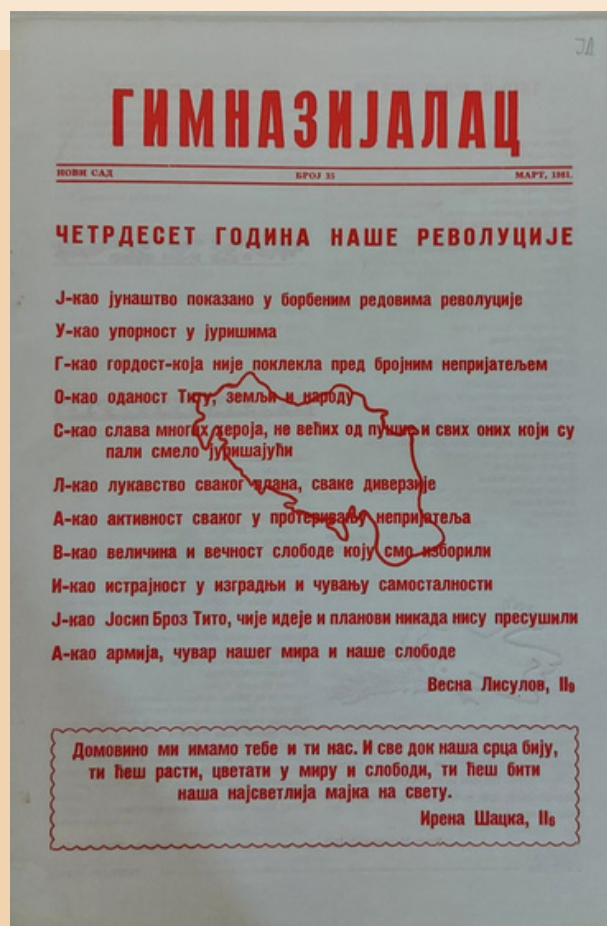 ГИМНАЗИЈАЛАЦ
НОВИ САД БРОЈ 35 МАРТ, 1981.
ЧЕТРДЕСЕТ ГОДИНА НАШЕ РЕВОЛУЦИЈЕ
Ј-као јунаштво показано у борбеним редовима револуције
У-као упорност у јуришима
Г-као гордост-која није поклекла пред бројним непријатељем
О-као оданост Титу, земљи и народу
С-као слава многих хероја, не већих од пушке и свих оних који су
пали смело јуришајући
Л-као лукавство сваког плана, сваке диверзије
А-као активност сваког у протеривању непријатеља
В-као величина и вечност слободе коју смо изборили
И-као истрајност у изградњи и чувању самосталности
Ј-као Јосип Броз Тито, чије идеје и планови никада нису пресушили
А-као армија, чувар нашег мира и наше слободе
Весна Лисулов, II₉
Домовино ми имамо тебе и ти нас. И све док наша срца бију,
ти ћеш расти, цветати у миру и слободи, ти ћеш бити
наша најсветлија мајка на свету.
Ирена Шацка, II₆